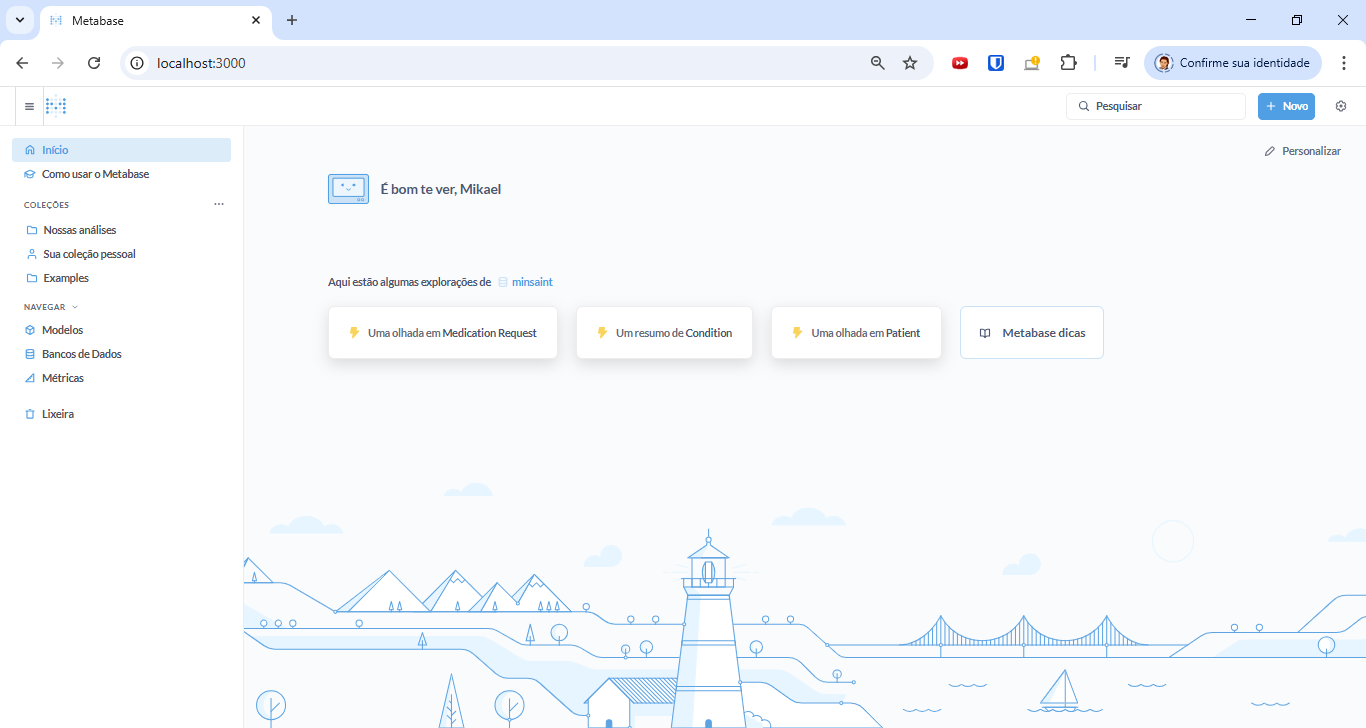 Metabase
localhost:3000
Confirme sua identidade
Pesquisar
+ Novo
Início
Como usar o Metabase
COLEÇÕES
Nossas análises
Sua coleção pessoal
Examples
NAVEGAR
Modelos
Bancos de Dados
Métricas
Lixeira
Personalizar
É bom te ver, Mikael
Aqui estão algumas explorações de minsaint
Uma olhada em Medication Request
Um resumo de Condition
Uma olhada em Patient
Metabase dicas